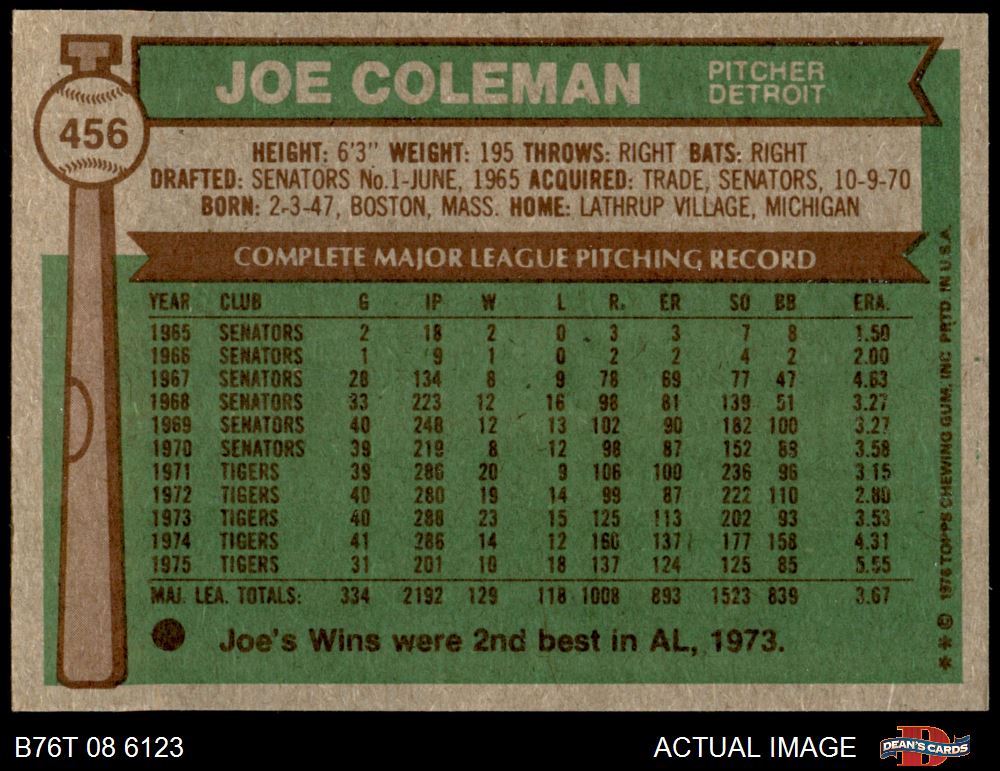 JOE COLEMAN PITCHER
DETROIT
456
HEIGHT: 6'3" WEIGHT: 195 THROWS: RIGHT BATS: RIGHT
DRAFTED: SENATORS No.1-JUNE, 1965 ACQUIRED: TRADE, SENATORS, 10-9-70
BORN: 2-3-47, BOSTON, MASS. HOME: LATHRUP VILLAGE, MICHIGAN
COMPLETE MAJOR LEAGUE PITCHING RECORD
YEAR CLUB G IP W L R. ER SO BB ERA.
1965 SENATORS 2 18 2 0 3 3 7 8 1.50
1966 SENATORS 1 9 1 0 2 2 4 2 2.00
1967 SENATORS 28 134 8 9 78 69 77 47 4.63
1968 SENATORS 33 223 12 16 98 81 139 51 3.27
1969 SENATORS 40 248 12 13 102 90 182 100 3.27
1970 SENATORS 39 219 8 12 98 87 152 89 3.58
1971 TIGERS 39 286 20 9 106 100 236 96 3.15
1972 TIGERS 40 280 19 14 99 87 222 110 2.80
1973 TIGERS 40 288 23 15 125 113 202 93 3.53
1974 TIGERS 41 286 14 12 160 137 177 158 4.31
1975 TIGERS 31 201 10 18 137 124 125 85 5.55
MAJ. LEA. TOTALS: 334 2192 129 118 1008 893 1523 839 3.67
Joe's Wins were 2nd best in AL, 1973.
* * © 1976 TOPPS CHEWING GUM, INC PRTD. IN U.S.A.
B76T 08 6123
ACTUAL IMAGE
D
DEAN'S CARDS